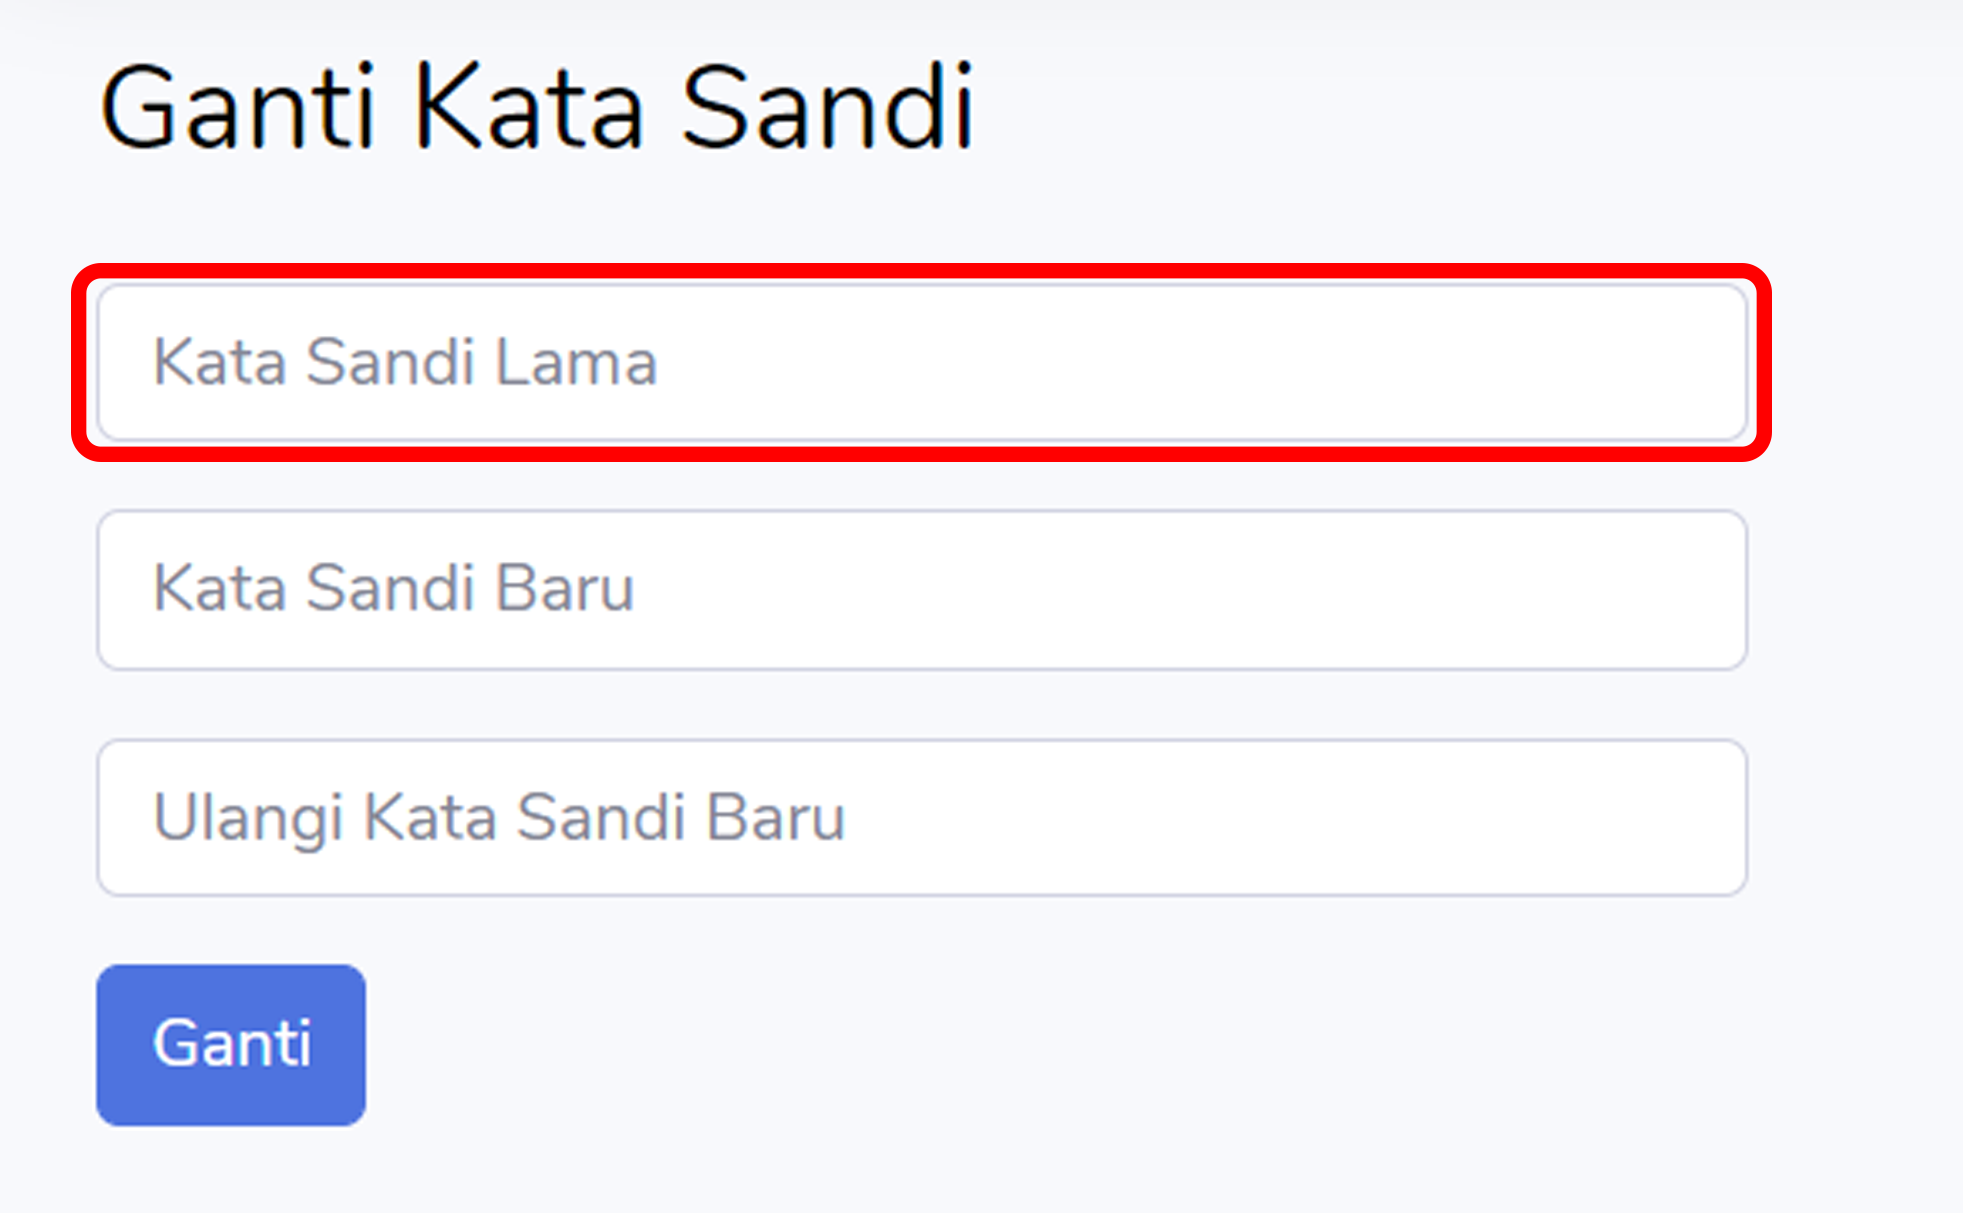 Ganti Kata Sandi
Kata Sandi Lama
Kata Sandi Baru
Ulangi Kata Sandi Baru
Ganti